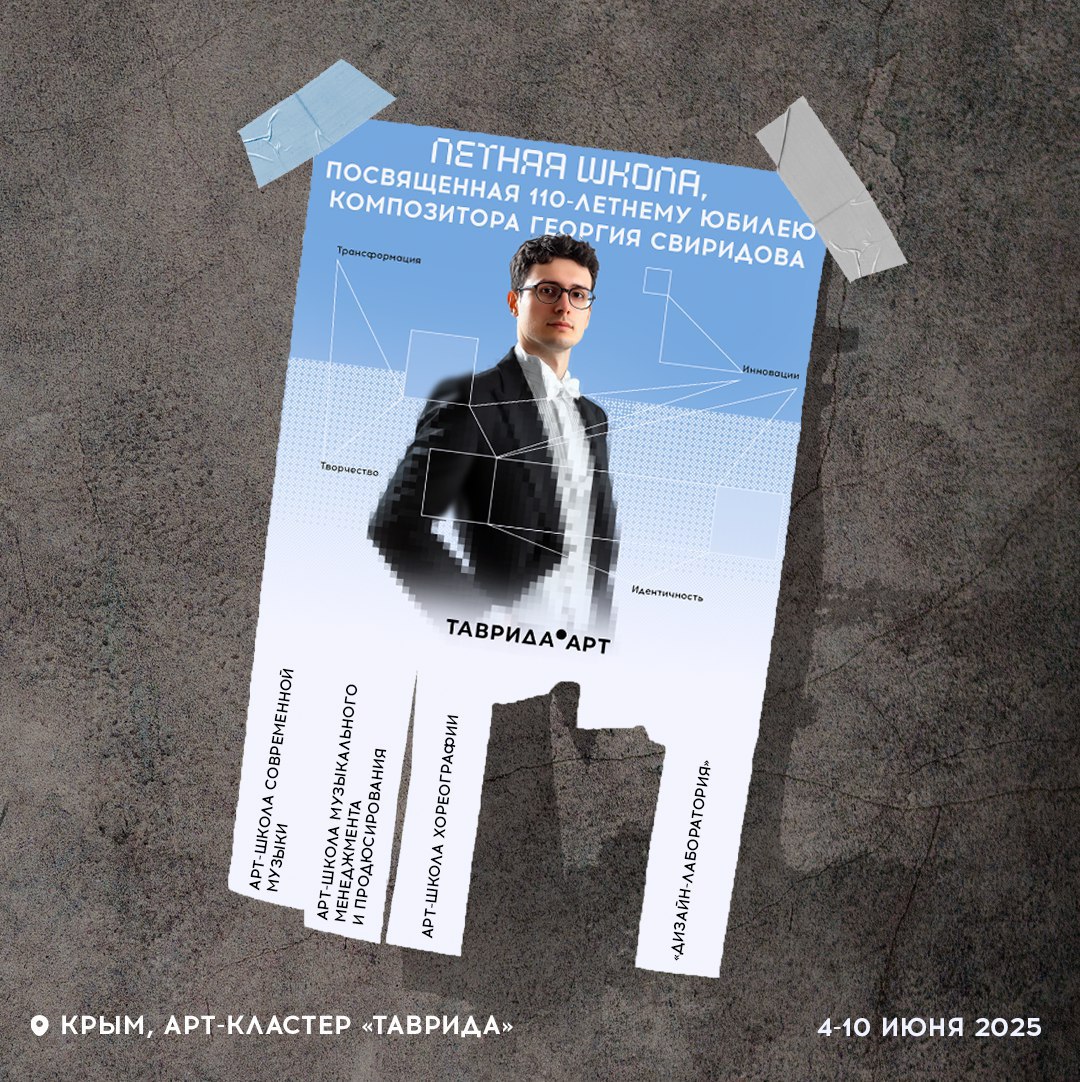 ЛЕТНЯЯ ШКОЛА,
ПОСВЯЩЕННАЯ 110-ЛЕТНЕМУ ЮБИЛЕЮ
КОМПОЗИТОРА ГЕОРГИЯ СВИРИДОВА
Трансформация
Инновации
Творчество
Идентичность
ТАВРИДА•АРТ
АРТ-ШКОЛА СОВРЕМЕННОЙ
МУЗЫКИ
АРТ-ШКОЛА МУЗЫКАЛЬНОГО
МЕНЕДЖМЕНТА
И ПРОДЮСИРОВАНИЯ
АРТ-ШКОЛА ХОРЕОГРАФИИ
«ДИЗАЙН-ЛАБОРАТОРИЯ»
КРЫМ, АРТ-КЛАСТЕР «ТАВРИДА»
4-10 ИЮНЯ 2025